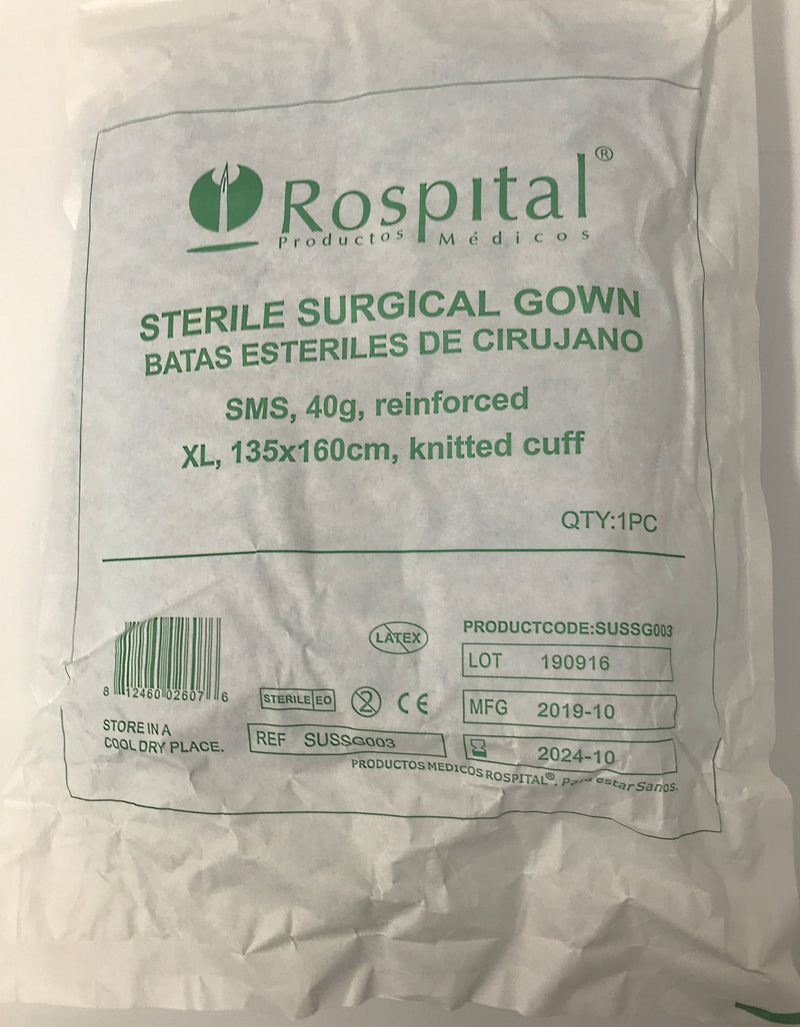 Rospital®
Productos Médicos
STERILE SURGICAL GOWN
BATAS ESTERILES DE CIRUJANO
SMS, 40g, reinforced
XL, 135x160cm, knitted cuff
QTY:1PC
LATEX
PRODUCTCODE:SUSSG003
LOT 190916
8 12460 02607 6
STERILE EO
2
CE
MFG 2019-10
STORE IN A
COOL DRY PLACE.
REF SUSSG003
2024-10
PRODUCTOS MEDICOS ROSPITAL®, Para estar Sanos.